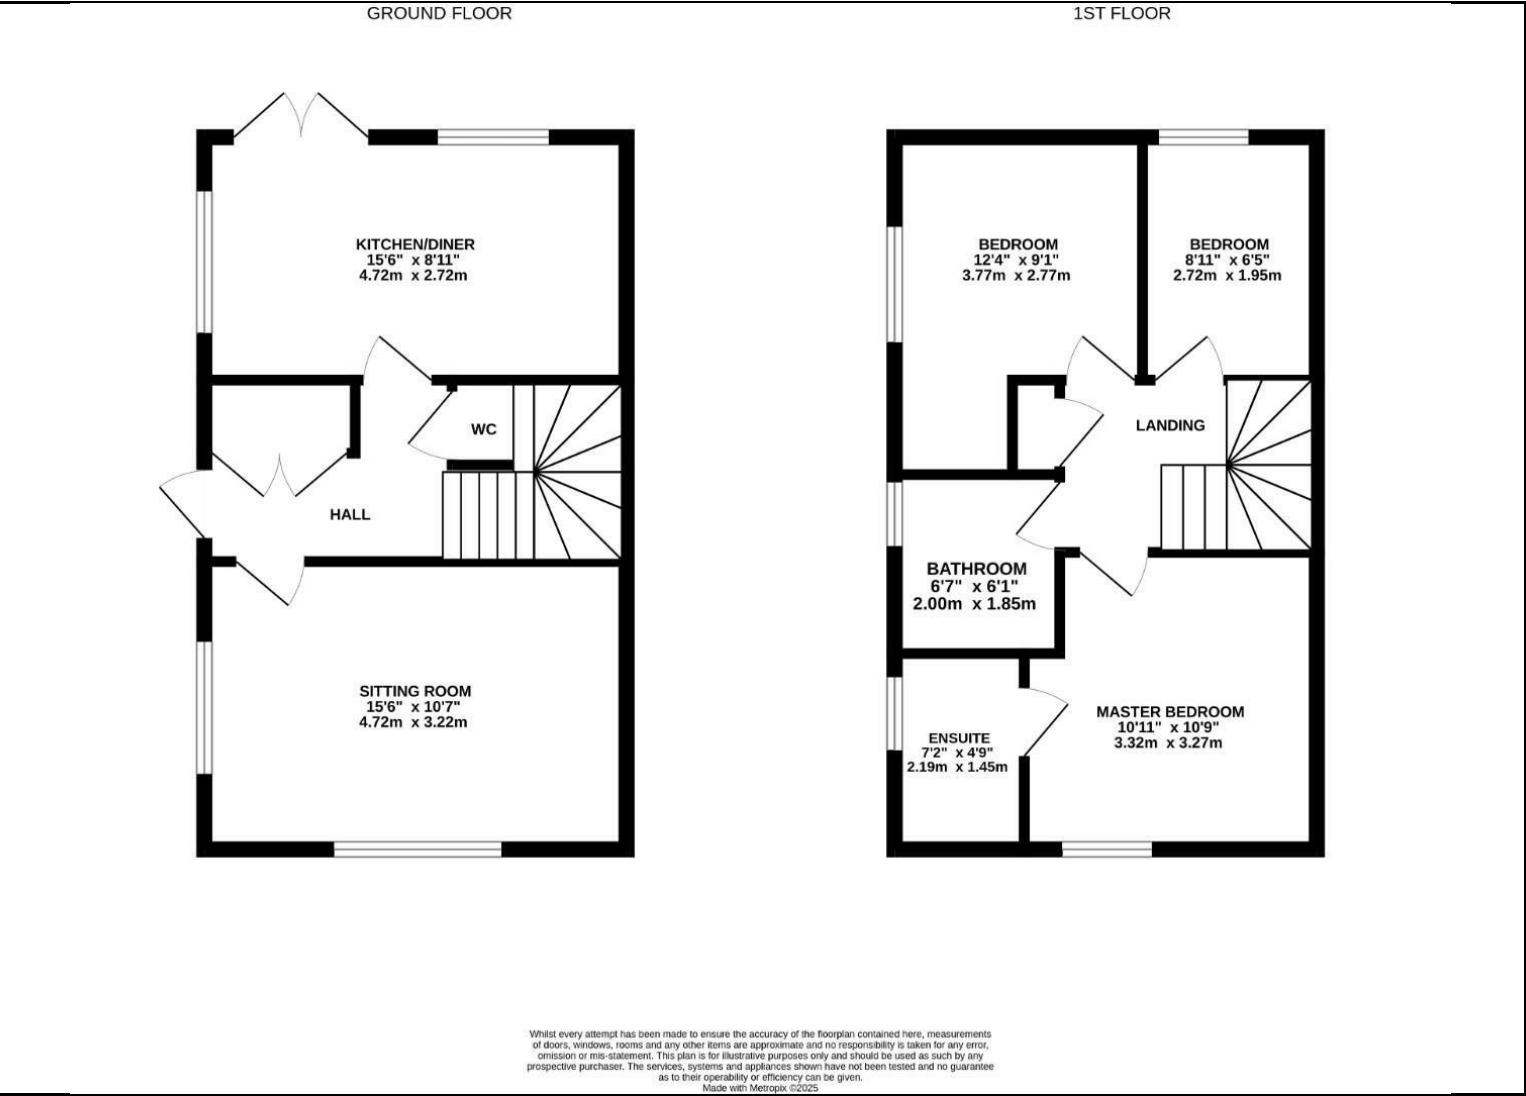 GROUND FLOOR
1ST FLOOR
KITCHEN/DINER
15'6" x 8'11"
4.72m x 2.72m
WC
HALL
SITTING ROOM
15'6" x 10'7"
4.72m x 3.22m
BEDROOM
12'4" x 9'1"
3.77m x 2.77m
BEDROOM
8'11" x 6'5"
2.72m x 1.95m
LANDING
BATHROOM
6'7" x 6'1"
2.00m x 1.85m
ENSUITE
7'2" x 4'9"
2.19m x 1.45m
MASTER BEDROOM
10'11" x 10'9"
3.32m x 3.27m
Whilst every attempt has been made to ensure the accuracy of the floorplan contained here, measurements
of doors, windows, rooms and any other items are approximate and no responsibility is taken for any error,
omission or mis-statement. This plan is for illustrative purposes only and should be used as such by any
prospective purchaser. The services, systems and appliances shown have not been tested and no guarantee
as to their operability or efficiency can be given.
Made with Metropix ©2025